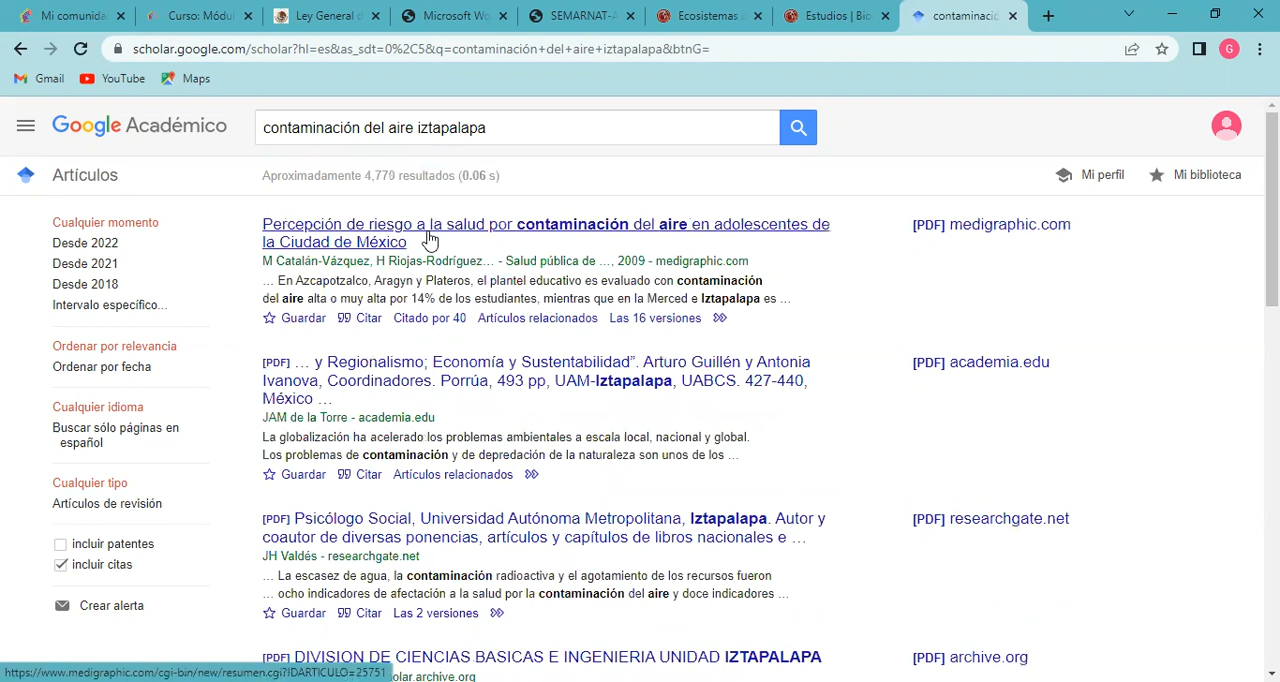 Mi comunida
Curso: Módul
Ley General d
Microsoft Wo
SEMARNAT-A
Ecosistemas d
Estudios | Bio
contaminació
scholar.google.com/scholar?hl=es&as_sdt=0%2C5&q=contaminación+del+aire+iztapalapa&btnG=
G
Gmail
YouTube
Maps
Google Académico
contaminación del aire iztapalapa
Artículos
Aproximadamente 4,770 resultados (0.06 s)
Mi perfil
Mi biblioteca
Cualquier momento
Desde 2022
Desde 2021
Desde 2018
Intervalo específico...
Ordenar por relevancia
Ordenar por fecha
Cualquier idioma
Buscar sólo páginas en
español
Cualquier tipo
Artículos de revisión
incluir patentes
incluir citas
Crear alerta
Percepción de riesgo a la salud por contaminación del aire en adolescentes de
la Ciudad de México
M Catalán-Vázquez, H Riojas-Rodríguez… - Salud pública de …, 2009 - medigraphic.com
… En Azcapotzalco, Aragyn y Plateros, el plantel educativo es evaluado con contaminación
del aire alta o muy alta por 14% de los estudiantes, mientras que en la Merced e Iztapalapa es …
Guardar Citar Citado por 40 Artículos relacionados Las 16 versiones
[PDF] medigraphic.com
[PDF] … y Regionalismo; Economía y Sustentabilidad”. Arturo Guillén y Antonia
Ivanova, Coordinadores. Porrúa, 493 pp, UAM-Iztapalapa, UABCS. 427-440,
México …
JAM de la Torre - academia.edu
La globalización ha acelerado los problemas ambientales a escala local, nacional y global.
Los problemas de contaminación y de depredación de la naturaleza son unos de los …
Guardar Citar Artículos relacionados
[PDF] academia.edu
[PDF] Psicólogo Social, Universidad Autónoma Metropolitana, Iztapalapa. Autor y
coautor de diversas ponencias, artículos y capítulos de libros nacionales e …
JH Valdés - researchgate.net
… La escasez de agua, la contaminación radioactiva y el agotamiento de los recursos fueron
… ocho indicadores de afectación a la salud por la contaminación del aire y doce indicadores …
Guardar Citar Las 2 versiones
[PDF] researchgate.net
[PDF] DIVISION DE CIENCIAS BASICAS E INGENIERIA UNIDAD IZTAPALAPA
olar.archive.org
[PDF] archive.org
https://www.medigraphic.com/cgi-bin/new/resumen.cgi?IDARTICULO=25751